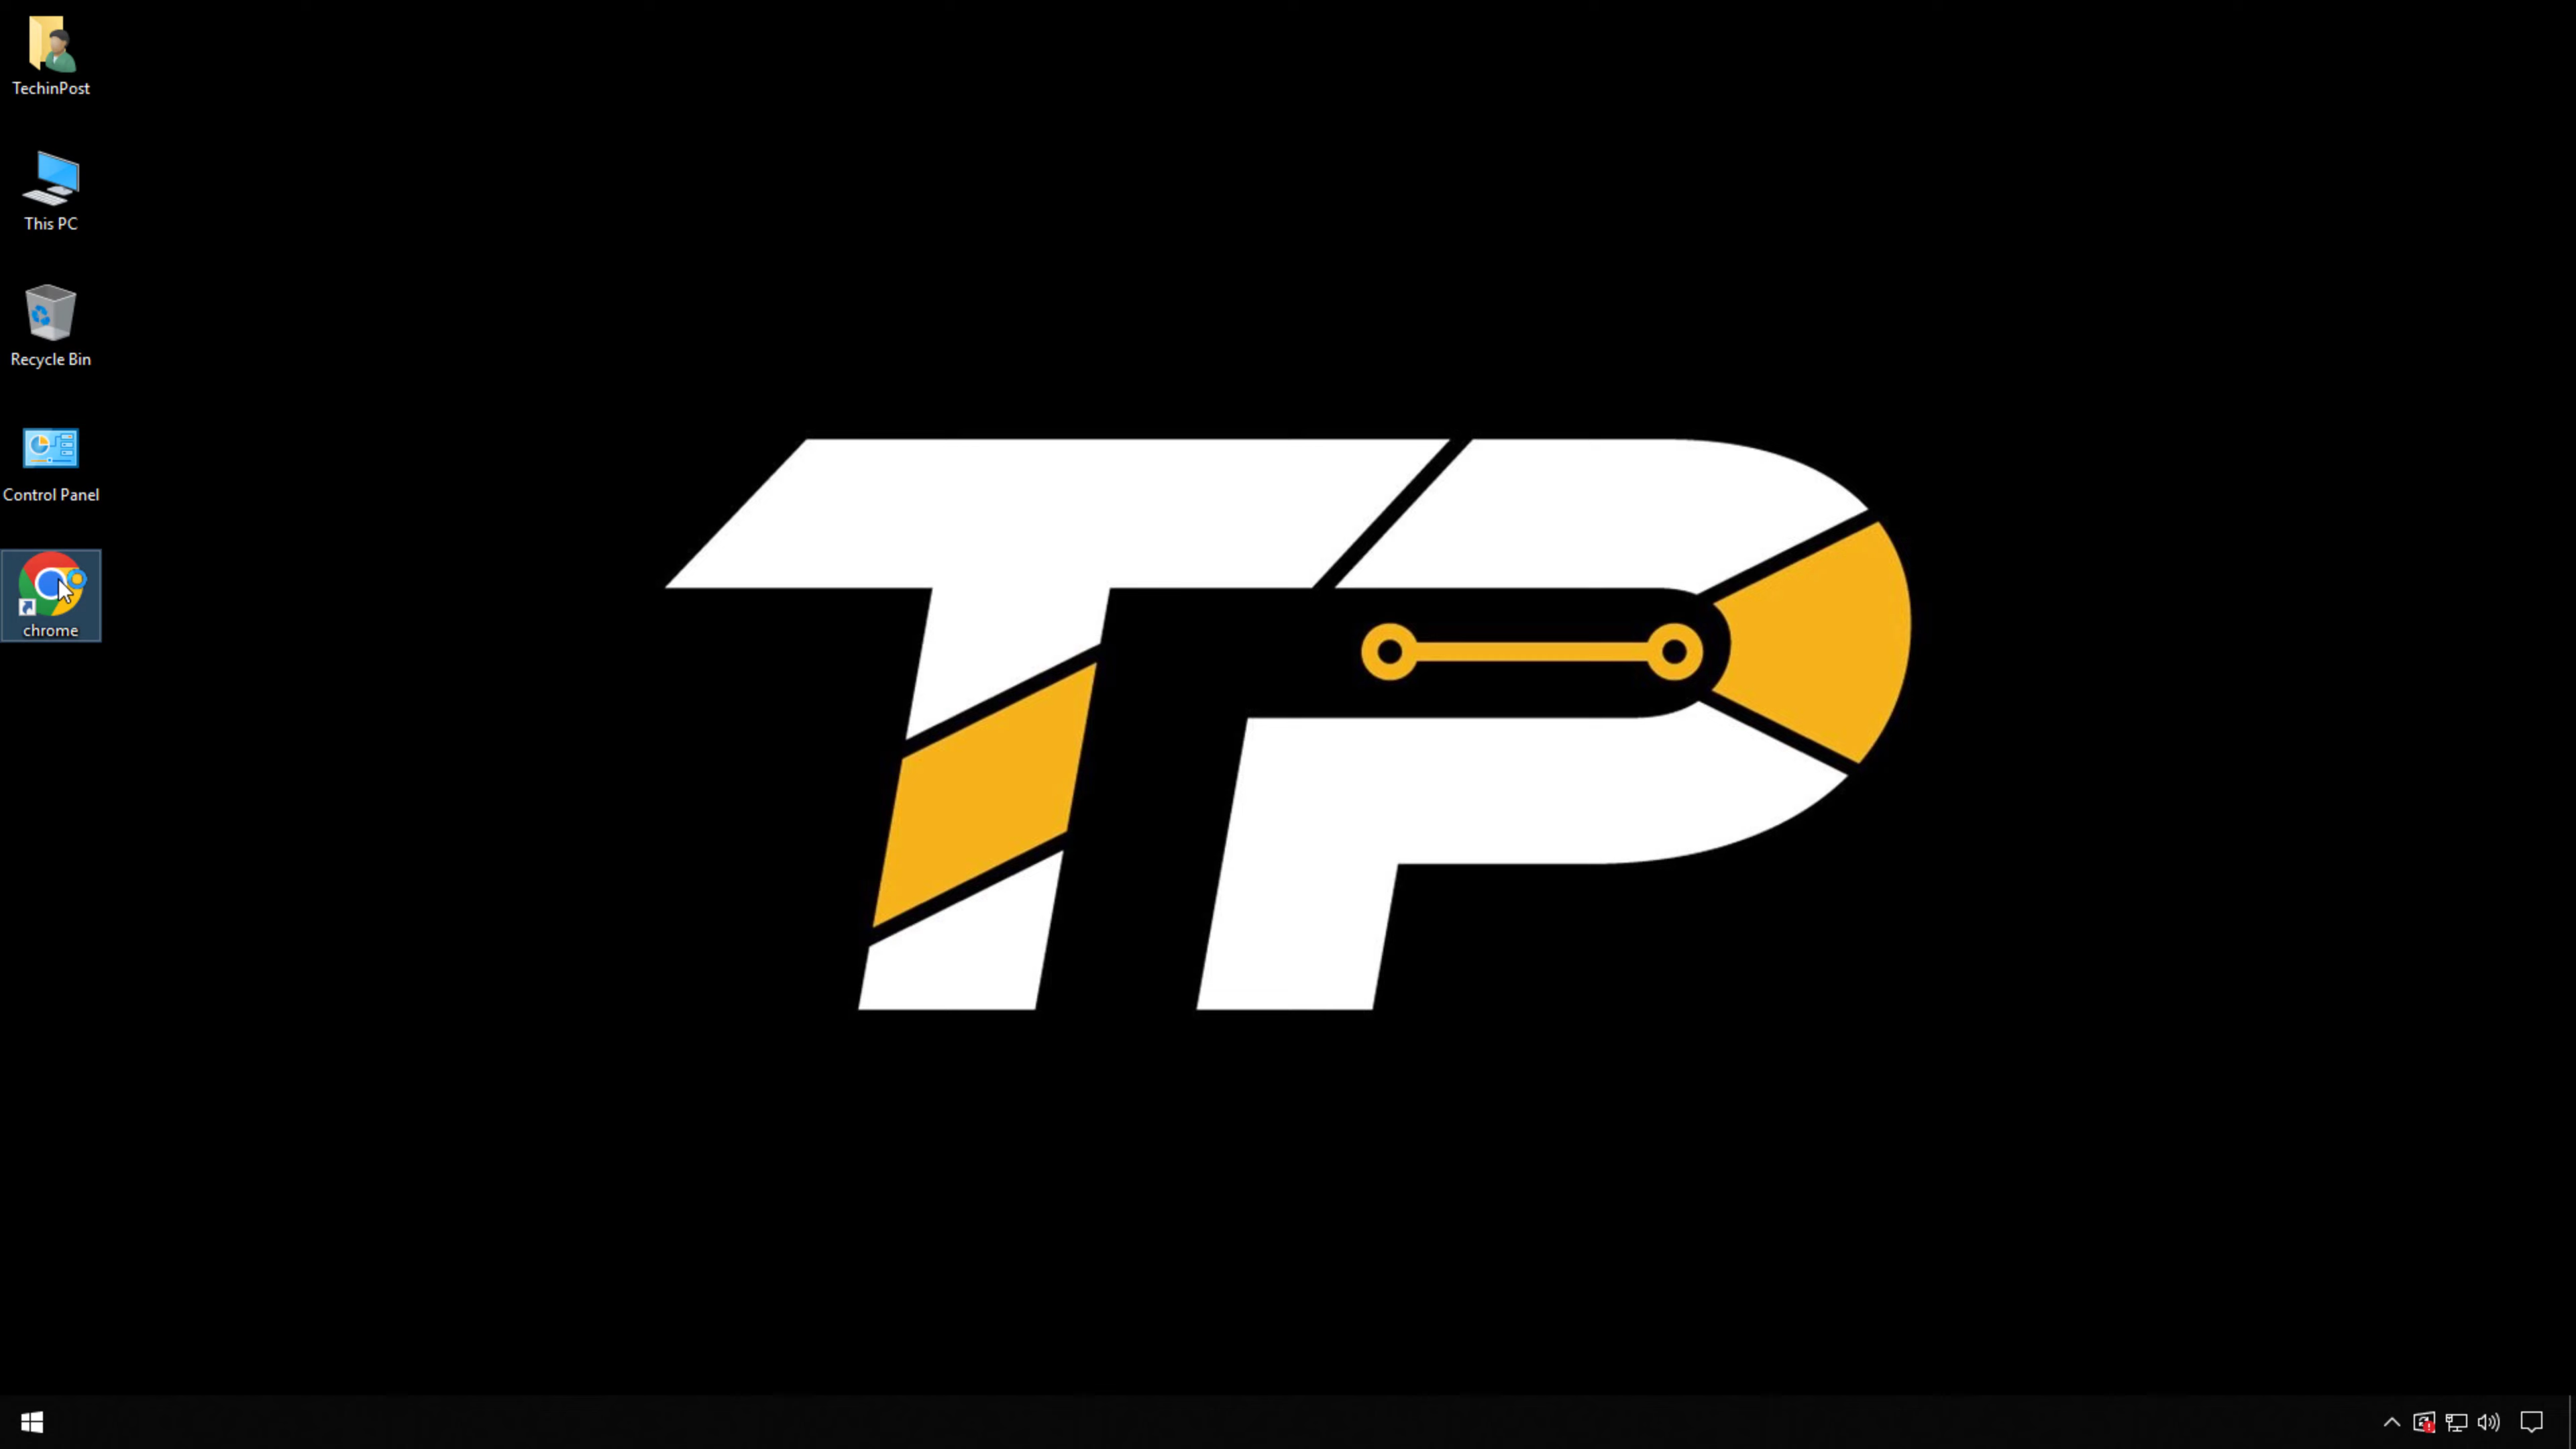 TechinPost
This PC
Recycle Bin
Control Panel
chrome
TP